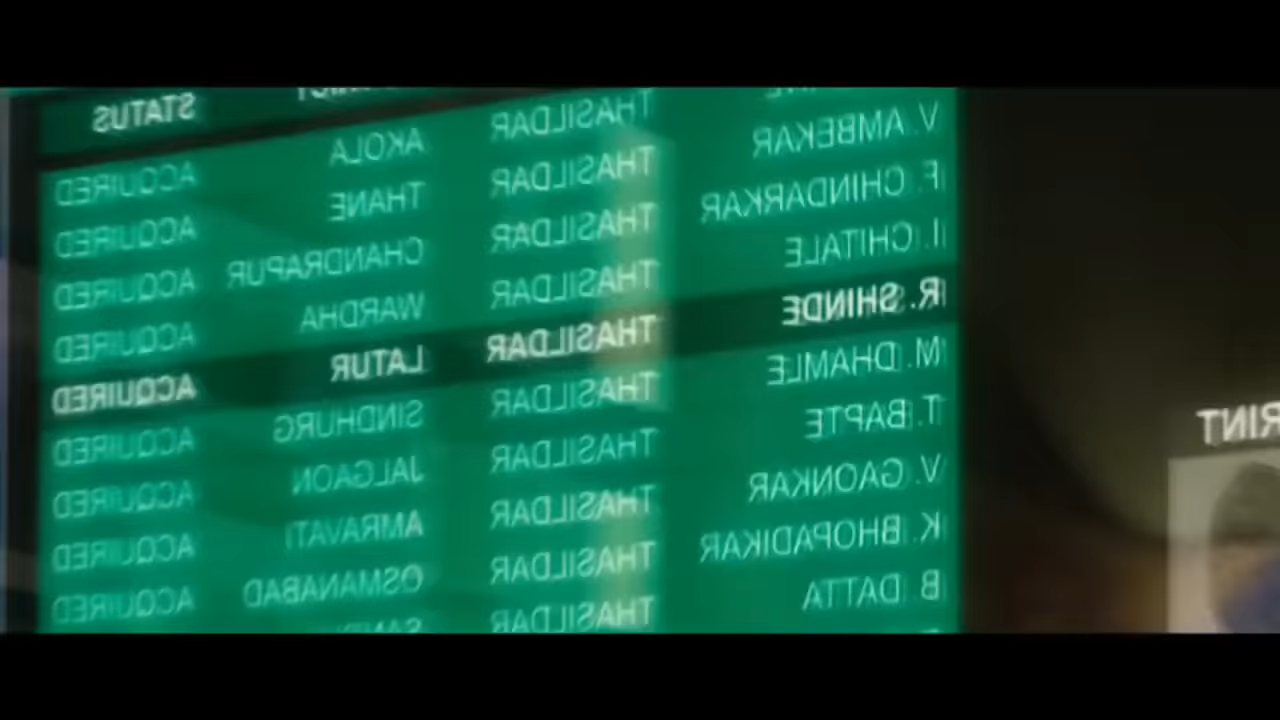 STATUS
THASILDAR AKOLA ACQUIRED
V. AMBEKAR THASILDAR THANE ACQUIRED
F. CHINDARKAR THASILDAR CHANDRAPUR ACQUIRED
I. CHITALE THASILDAR WARDHA ACQUIRED
R. SHINDE THASILDAR LATUR ACQUIRED
M. DHAMLE THASILDAR SINDHURG ACQUIRED
T. BAPTE THASILDAR JALGAON ACQUIRED
V. GAONKAR THASILDAR AMRAVATI ACQUIRED
K. BHOPADIKAR THASILDAR OSMANABAD ACQUIRED
B DATTA THASILDAR
RINT